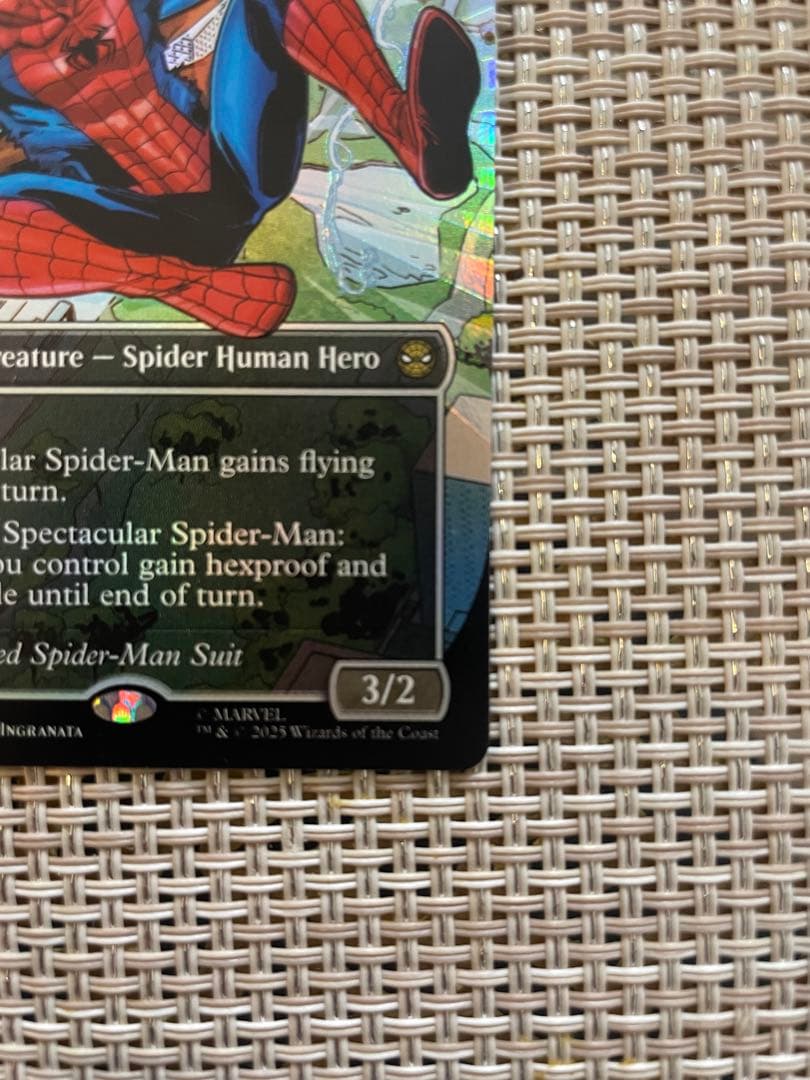 reature — Spider Human Hero
lar Spider-Man gains flying
turn.
Spectacular Spider-Man:
ou control gain hexproof and
le until end of turn.
ed Spider-Man Suit
3/2
© MARVEL
INGRANATA
™ & © 2025 Wizards of the Coast